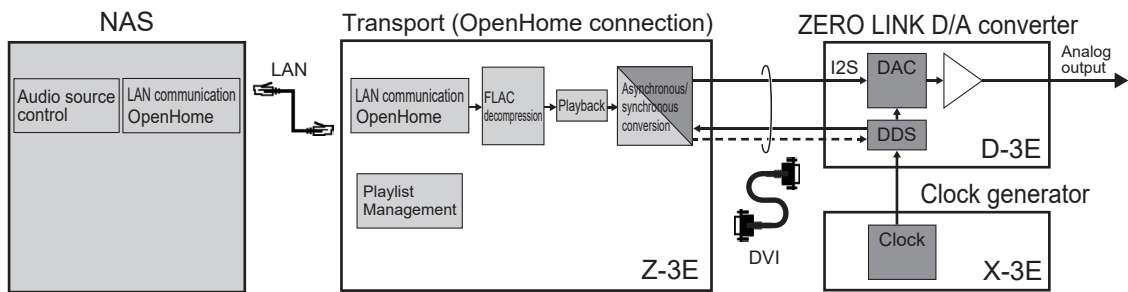 NAS
Audio source
control
LAN communication
OpenHome
LAN
Transport (OpenHome connection)
LAN communication
OpenHome
FLAC
decompression
Playback
Asynchronous/
synchronous
conversion
Playlist
Management
Z-3E
DVI
ZERO LINK D/A converter
I2S
DAC
DDS
D-3E
Analog
output
Clock generator
Clock
X-3E